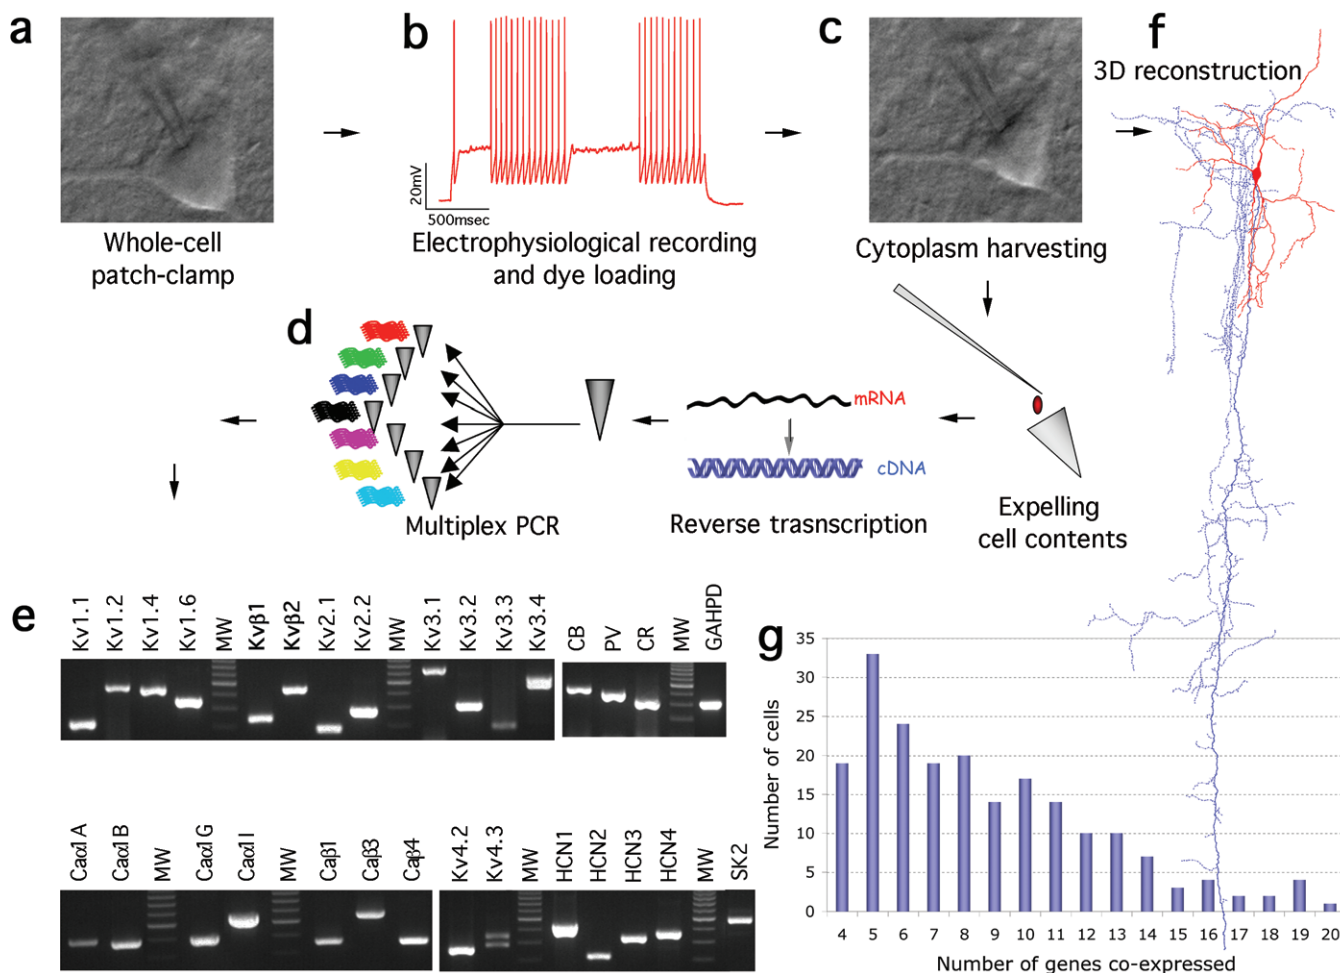 a
b
c
f
3D reconstruction
20mV
500msec
Whole-cell
patch-clamp
Electrophysiological recording
and dye loading
Cytoplasm harvesting
d
mRNA
cDNA
Multiplex PCR
Reverse trasnscription
Expelling
cell contents
e
Kv1.1 Kv1.2 Kv1.4 Kv1.6 MW Kvβ1 Kvβ2 Kv2.1 Kv2.2 MW Kv3.1 Kv3.2 Kv3.3 Kv3.4 CB PV CR MW GAHPD
Caα1A Caα1B MW Caα1G Caα1I MW Caβ1 Caβ3 Caβ4 Kv4.2 Kv4.3 MW HCN1 HCN2 HCN3 HCN4 MW SK2
g
Number of cells
35
30
25
20
15
10
5
0
4 5 6 7 8 9 10 11 12 13 14 15 16 17 18 19 20
Number of genes co-expressed